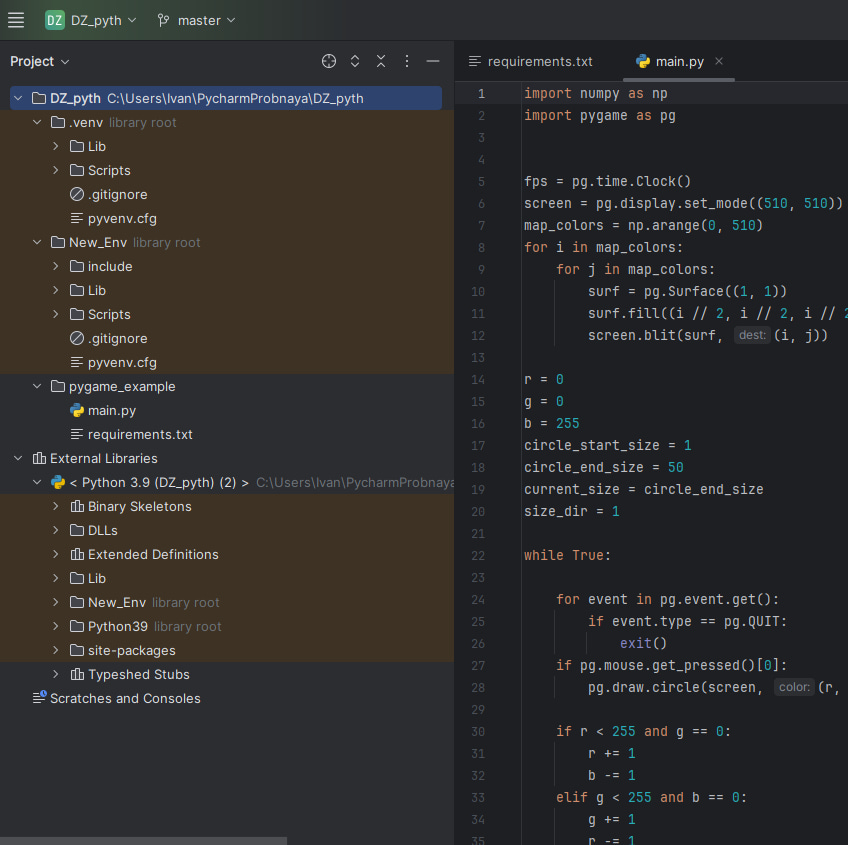 DZ DZ_pyth master
Project
DZ_pyth C:\Users\Ivan\PycharmProbnaya\DZ_pyth
.venv library root
Lib
Scripts
.gitignore
pyvenv.cfg
New_Env library root
include
Lib
Scripts
.gitignore
pyvenv.cfg
pygame_example
main.py
requirements.txt
External Libraries
< Python 3.9 (DZ_pyth) (2) > C:\Users\Ivan\PycharmProbnaya
Binary Skeletons
DLLs
Extended Definitions
Lib
New_Env library root
Python39 library root
site-packages
Typeshed Stubs
Scratches and Consoles
requirements.txt main.py
1 import numpy as np
2 import pygame as pg
3
4
5 fps = pg.time.Clock()
6 screen = pg.display.set_mode((510, 510))
7 map_colors = np.arange(0, 510)
8 for i in map_colors:
9 for j in map_colors:
10 surf = pg.Surface((1, 1))
11 surf.fill((i // 2, i // 2, i // 2
12 screen.blit(surf, dest: (i, j))
13
14 r = 0
15 g = 0
16 b = 255
17 circle_start_size = 1
18 circle_end_size = 50
19 current_size = circle_end_size
20 size_dir = 1
21
22 while True:
23
24 for event in pg.event.get():
25 if event.type == pg.QUIT:
26 exit()
27 if pg.mouse.get_pressed()[0]:
28 pg.draw.circle(screen, color: (r,
29
30 if r < 255 and g == 0:
31 r += 1
32 b -= 1
33 elif g < 255 and b == 0:
34 g += 1
35 r -= 1